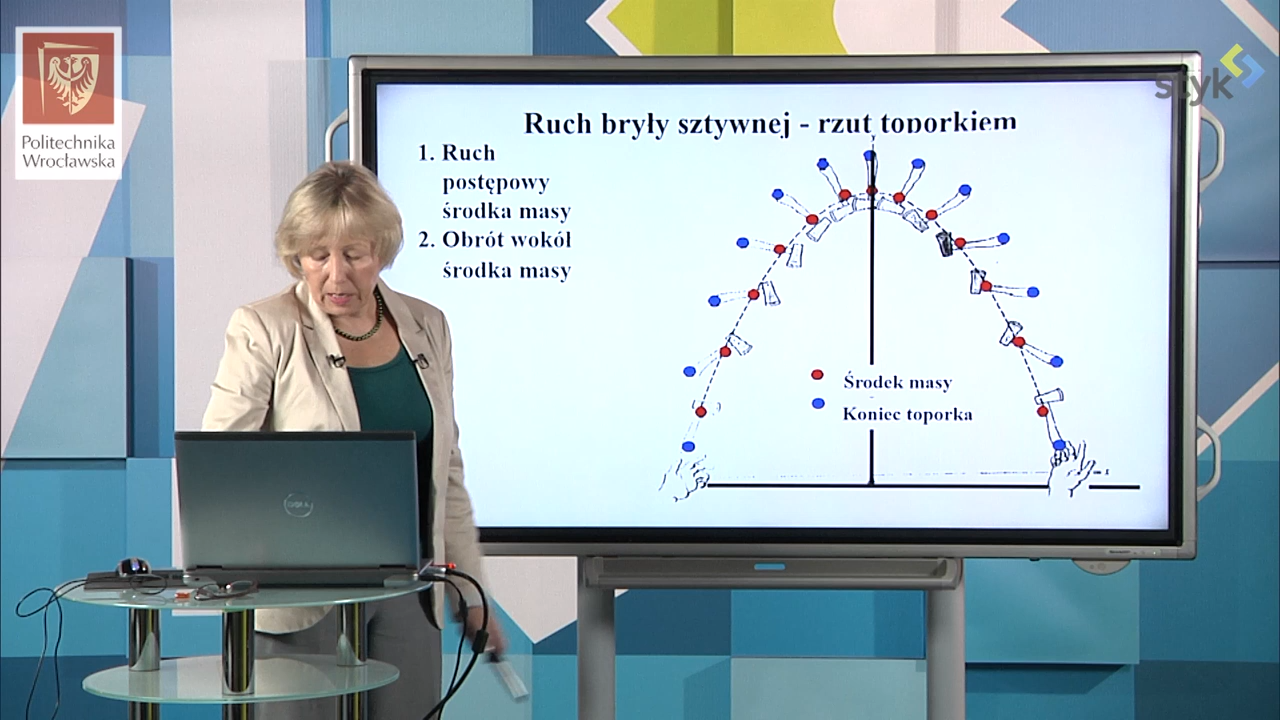 Politechnika
Wrocławska
styk
Ruch bryły sztywnej - rzut toporkiem
1. Ruch
postępowy
środka masy
2. Obrót wokół
środka masy
Środek masy
Koniec toporka
x
DELL